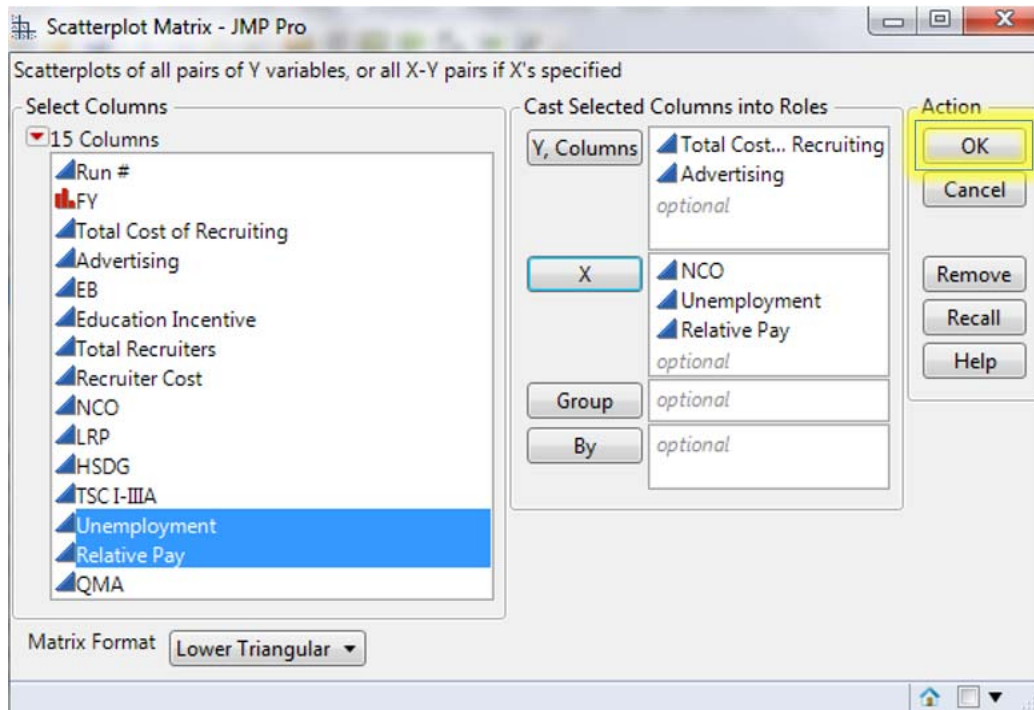 Scatterplot Matrix - JMP Pro
Scatterplots of all pairs of Y variables, or all X-Y pairs if X's specified
Select Columns
15 Columns
Run #
FY
Total Cost of Recruiting
Advertising
EB
Education Incentive
Total Recruiters
Recruiter Cost
NCO
LRP
HSDG
TSC I-IIIA
Unemployment
Relative Pay
QMA
Matrix Format Lower Triangular
Cast Selected Columns into Roles
Y, Columns
Total Cost... Recruiting
Advertising
optional
X
NCO
Unemployment
Relative Pay
optional
Group
optional
By
optional
Action
OK
Cancel
Remove
Recall
Help